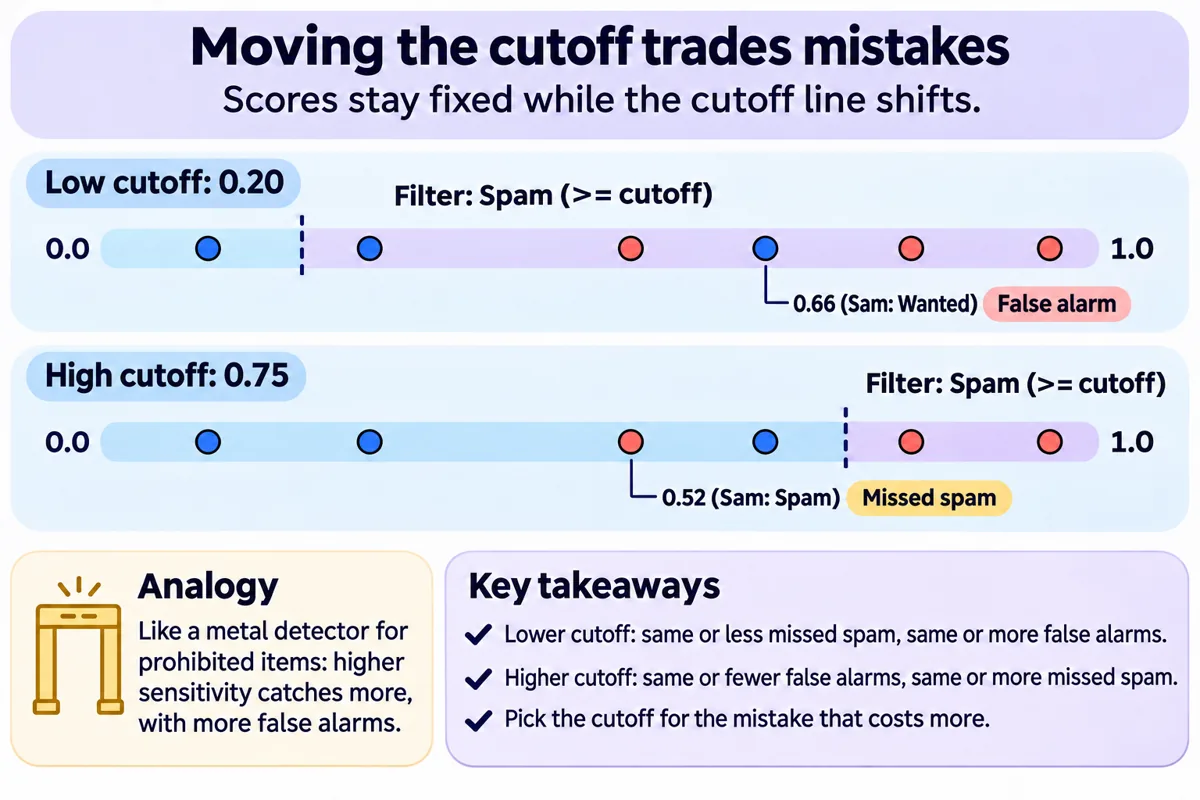 Moving the cutoff trades mistakes
Scores stay fixed while the cutoff line shifts.
Low cutoff: 0.20
Filter: Spam (>= cutoff)
0.0
1.0
0.66 (Sam: Wanted)
False alarm
High cutoff: 0.75
Filter: Spam (>= cutoff)
0.0
1.0
0.52 (Sam: Spam)
Missed spam
Analogy
Like a metal detector for
prohibited items: higher
sensitivity catches more,
with more false alarms.
Key takeaways
Lower cutoff: same or less missed spam, same or more false alarms.
Higher cutoff: same or fewer false alarms, same or more missed spam.
Pick the cutoff for the mistake that costs more.